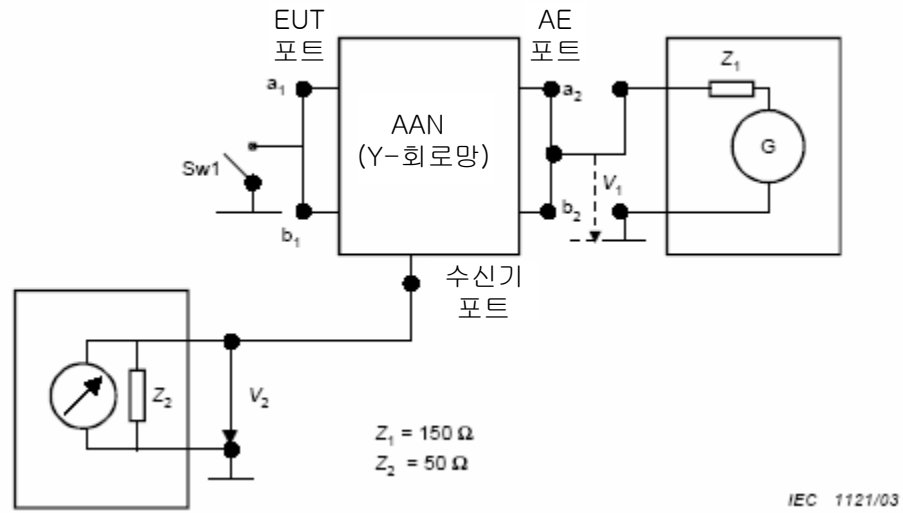 EUT
포트
AE
포트
a₁
a₂
Z₁
AAN
(Y-회로망)
G
Sw1
V₁
b₁
b₂
수신기
포트
Z₂
V₂
Z₁ = 150 Ω
Z₂ = 50 Ω
IEC 1121/03